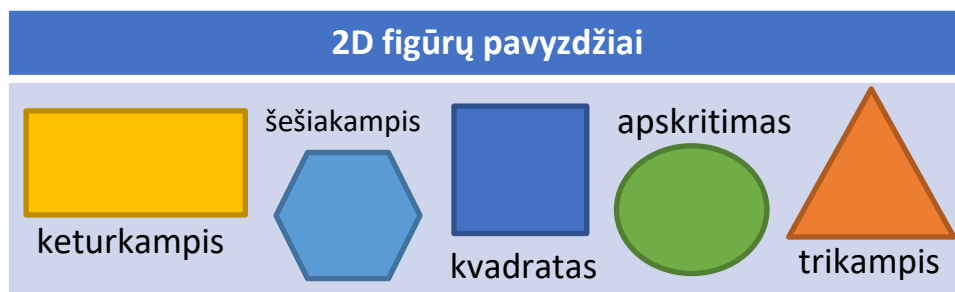 2D figūrų pavyzdžiai
keturkampis
šešiakampis
kvadratas
apskritimas
trikampis